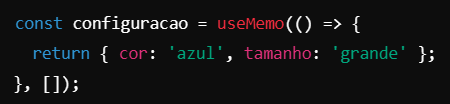 const configuracao = useMemo(() => {
  return { cor: 'azul', tamanho: 'grande' };
}, []);